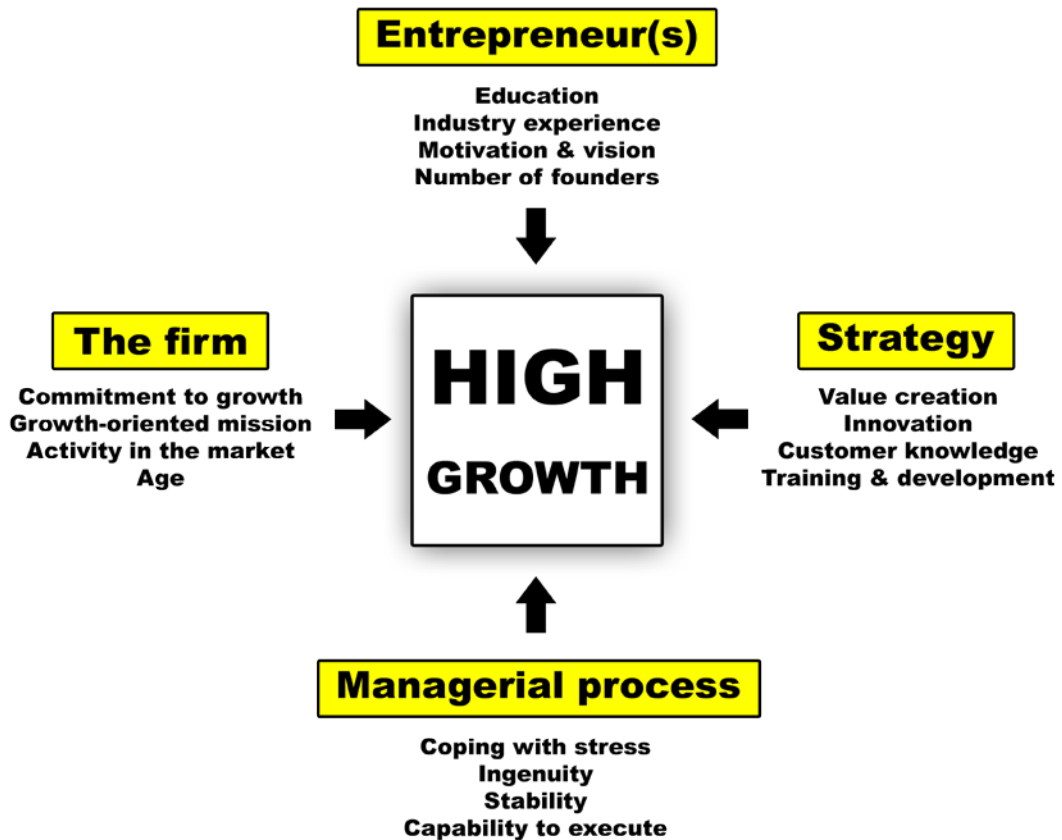 Entrepreneur(s)
Education
Industry experience
Motivation & vision
Number of founders
The firm
Commitment to growth
Growth-oriented mission
Activity in the market
Age
HIGH
GROWTH
Strategy
Value creation
Innovation
Customer knowledge
Training & development
Managerial process
Coping with stress
Ingenuity
Stability
Capability to execute